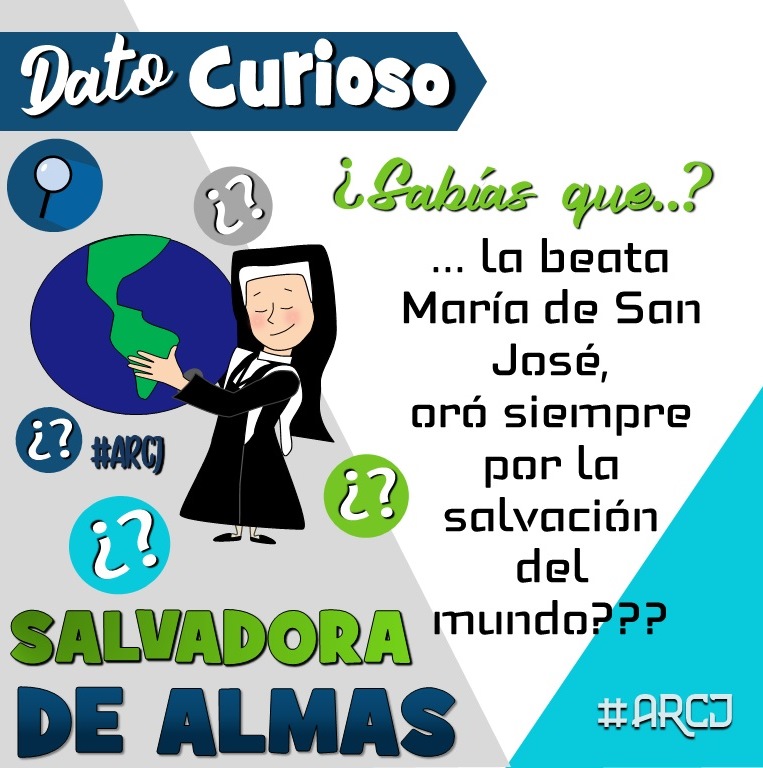 Dato Curioso
¿?
¿Sabías que..?
... la beata
María de San
José,
oró siempre
por la
salvación
del
mundo???
¿?
#ARCJ
¿?
¿?
SALVADORA
DE ALMAS
#ARCJ